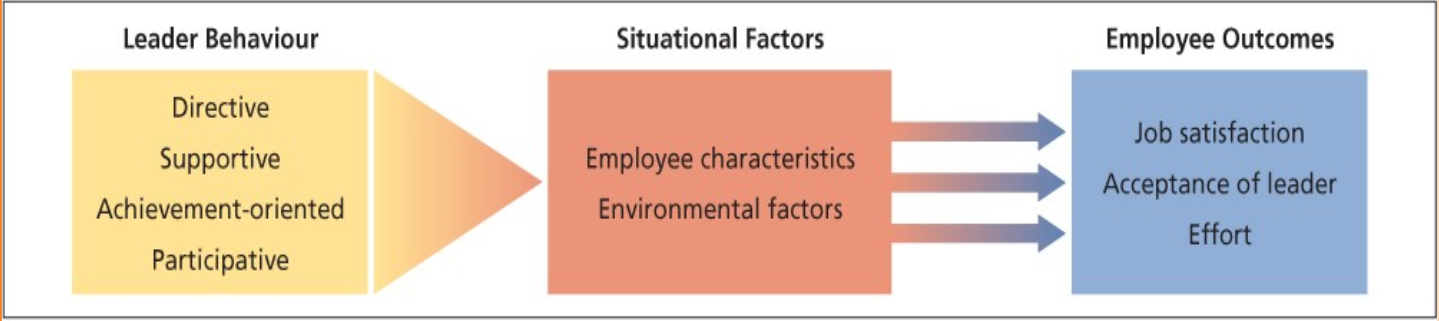 Leader Behaviour
Directive
Supportive
Achievement-oriented
Participative
Situational Factors
Employee characteristics
Environmental factors
Employee Outcomes
Job satisfaction
Acceptance of leader
Effort